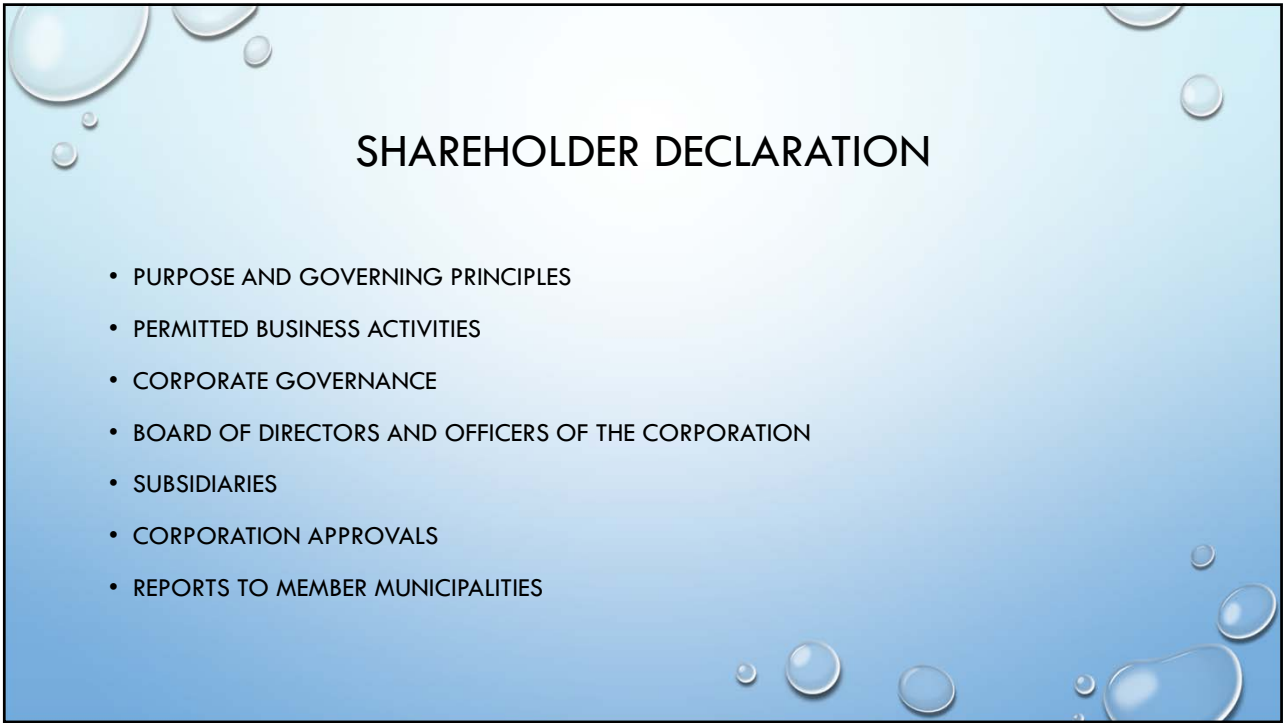 SHAREHOLDER DECLARATION
• PURPOSE AND GOVERNING PRINCIPLES
• PERMITTED BUSINESS ACTIVITIES
• CORPORATE GOVERNANCE
• BOARD OF DIRECTORS AND OFFICERS OF THE CORPORATION
• SUBSIDIARIES
• CORPORATION APPROVALS
• REPORTS TO MEMBER MUNICIPALITIES